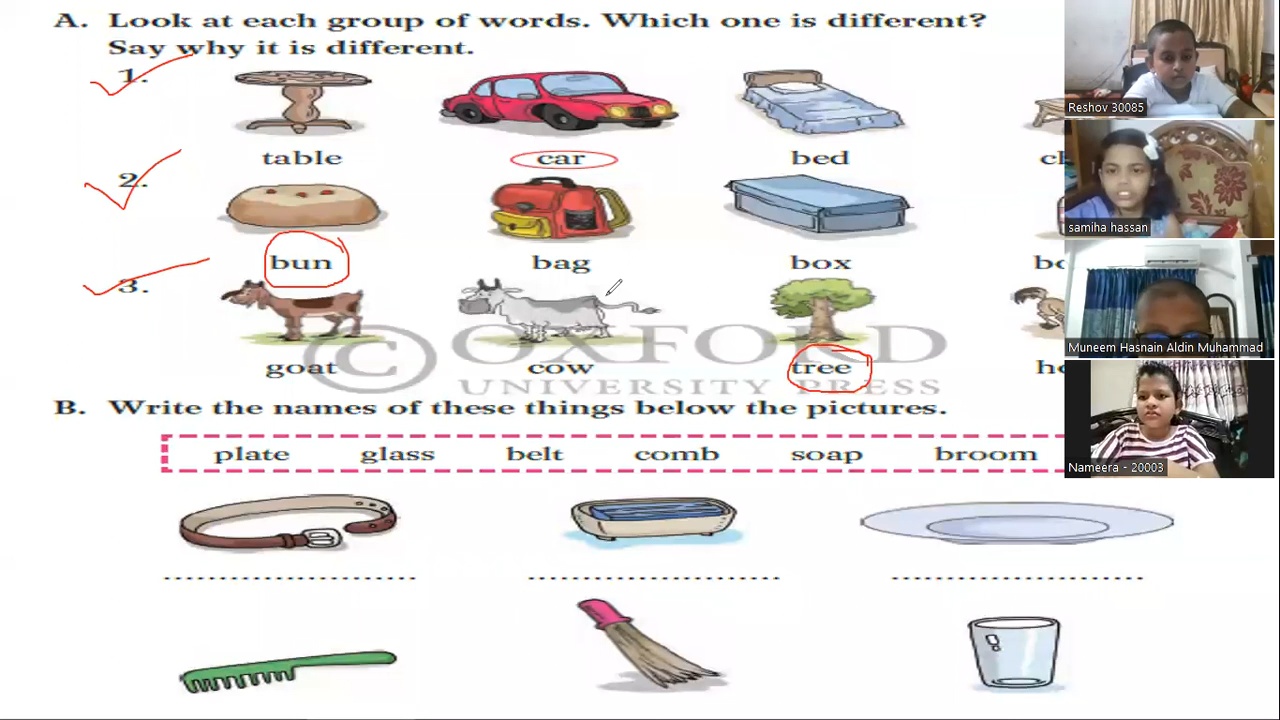 A. Look at each group of words. Which one is different?
Say why it is different.
1.
table car bed
2.
bun bag box
3.
goat cow tree
© OXFORD
UNIVERSITY PRESS
B. Write the names of these things below the pictures.
plate glass belt comb soap broom
Reshov 30085
samiha hassan
Muneem Hasnain Aldin Muhammad
Nameera - 20003